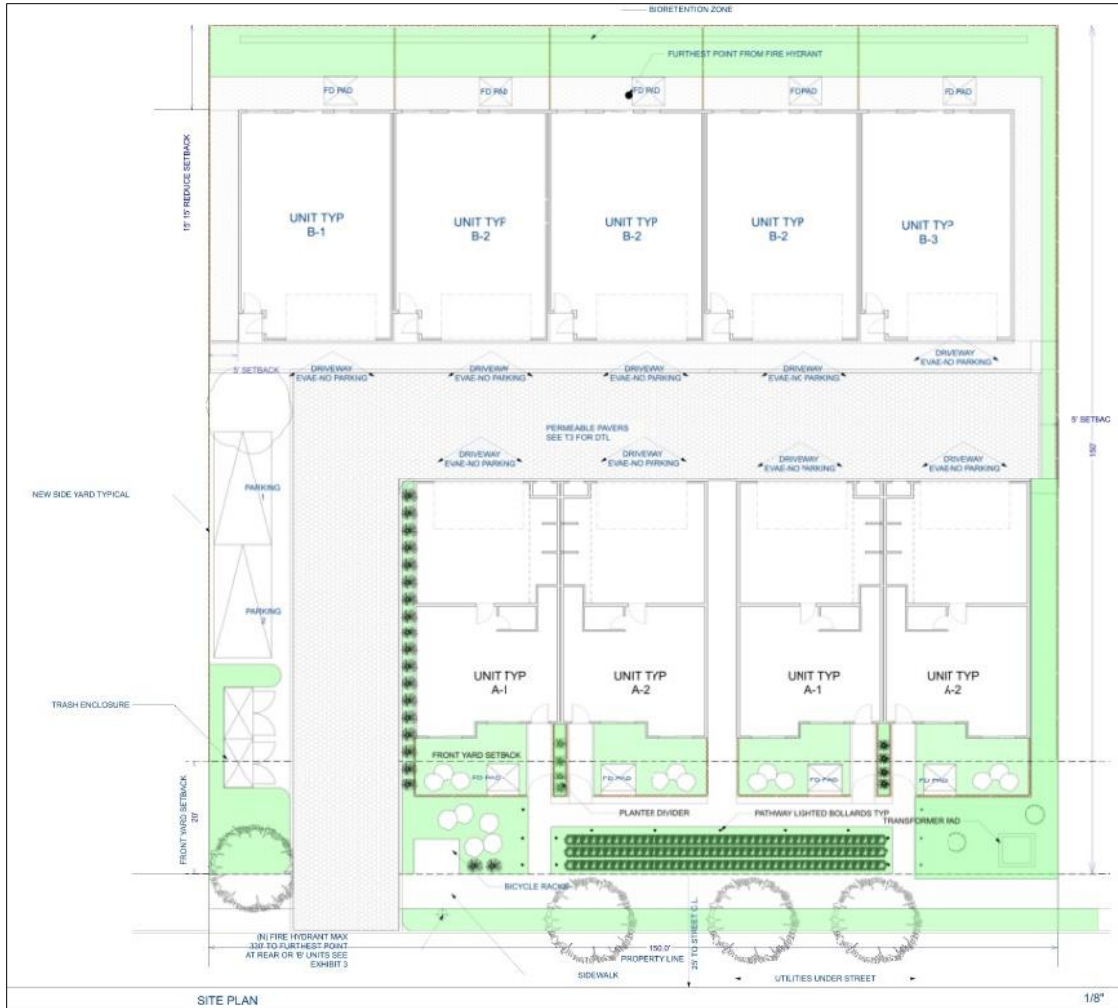 BIORETENTION ZONE
FURTHEST POINT FROM FIRE HYDRANT
FD PAD
FD PAD
FD PAD
FD PAD
FD PAD
15' 15' REDUCE SETBACK
UNIT TYP
B-1
UNIT TYP
B-2
UNIT TYP
B-2
UNIT TYP
B-2
UNIT TYP
B-3
5' SETBACK
DRIVEWAY
EVAE-NO PARKING
DRIVEWAY
EVAE-NO PARKING
DRIVEWAY
EVAE-NO PARKING
DRIVEWAY
EVAE-NO PARKING
DRIVEWAY
EVAE-NO PARKING
5' SETBAC
150'
PERMEABLE PAVERS
SEE T3 FOR DTL
DRIVEWAY
EVAE-NO PARKING
DRIVEWAY
EVAE-NO PARKING
DRIVEWAY
EVAE-NO PARKING
DRIVEWAY
EVAE-NO PARKING
NEW SIDE YARD TYPICAL
PARKING
PARKING
TRASH ENCLOSURE
UNIT TYP
A-1
UNIT TYP
A-2
UNIT TYP
A-1
UNIT TYP
A-2
FRONT YARD SETBACK
20'
FRONT YARD SETBACK
FD PAD
FD PAD
FD PAD
FD PAD
PLANTER DIVIDER
PATHWAY LIGHTED BOLLARDS TYP
TRANSFORMER PAD
BICYCLE RACKS
(N) FIRE HYDRANT MAX
330' TO FURTHEST POINT
AT REAR OR 'B' UNITS SEE
EXHIBIT 3
150.0'
PROPERTY LINE
25' TO STREET C.L.
SIDEWALK
UTILITIES UNDER STREET
SITE PLAN
1/8"